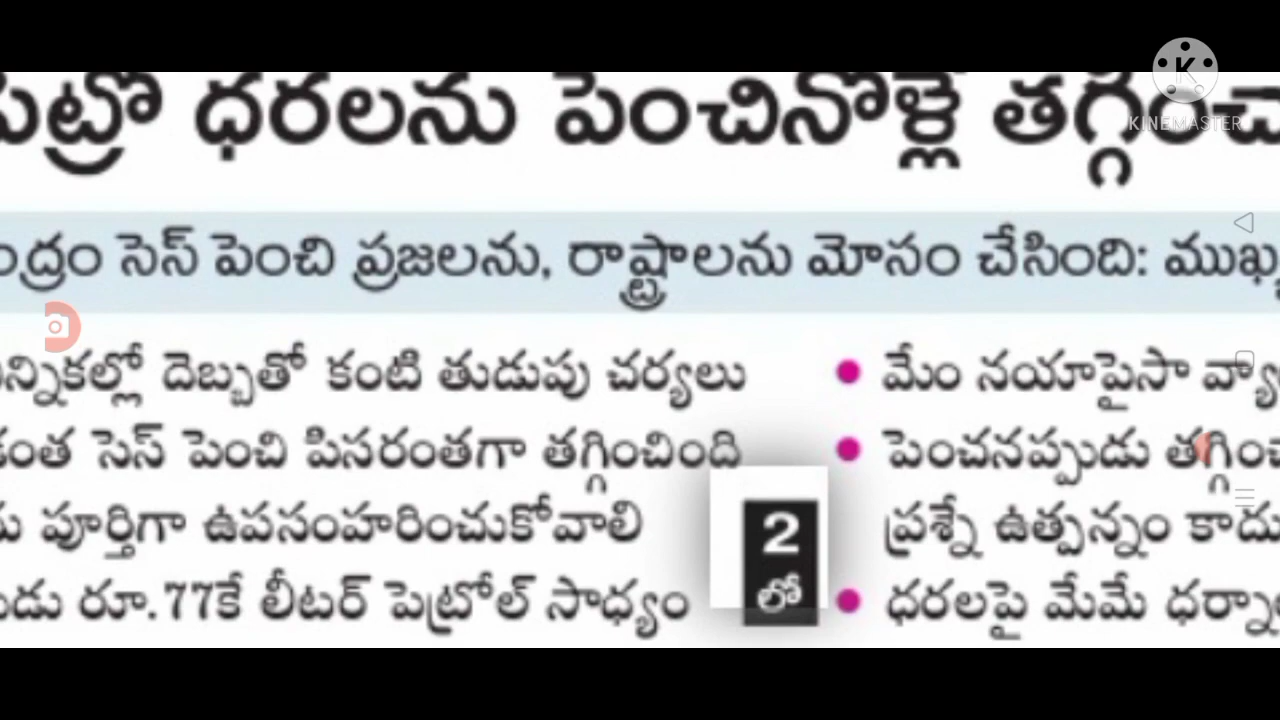 పెట్రో ధరలను పెంచినోళ్లే తగ్గించా
KINEMASTER
ంద్రం సెస్ పెంచి ప్రజలను, రాష్ట్రాలను మోసం చేసింది: ముఖ్య
న్నికల్లో దెబ్బతో కంటి తుడుపు చర్యలు
డంత సెస్ పెంచి పిసరంతగా తగ్గించింది
పూర్తిగా ఉపసంహరించుకోవాలి
డు రూ.77కే లీటర్ పెట్రోల్ సాధ్యం
2
లో
• మేం నయాపైసా వ్యా
• పెంచనప్పుడు తగ్గించ
ప్రశ్నే ఉత్పన్నం కాదు
• ధరలపై మేమే ధర్నా